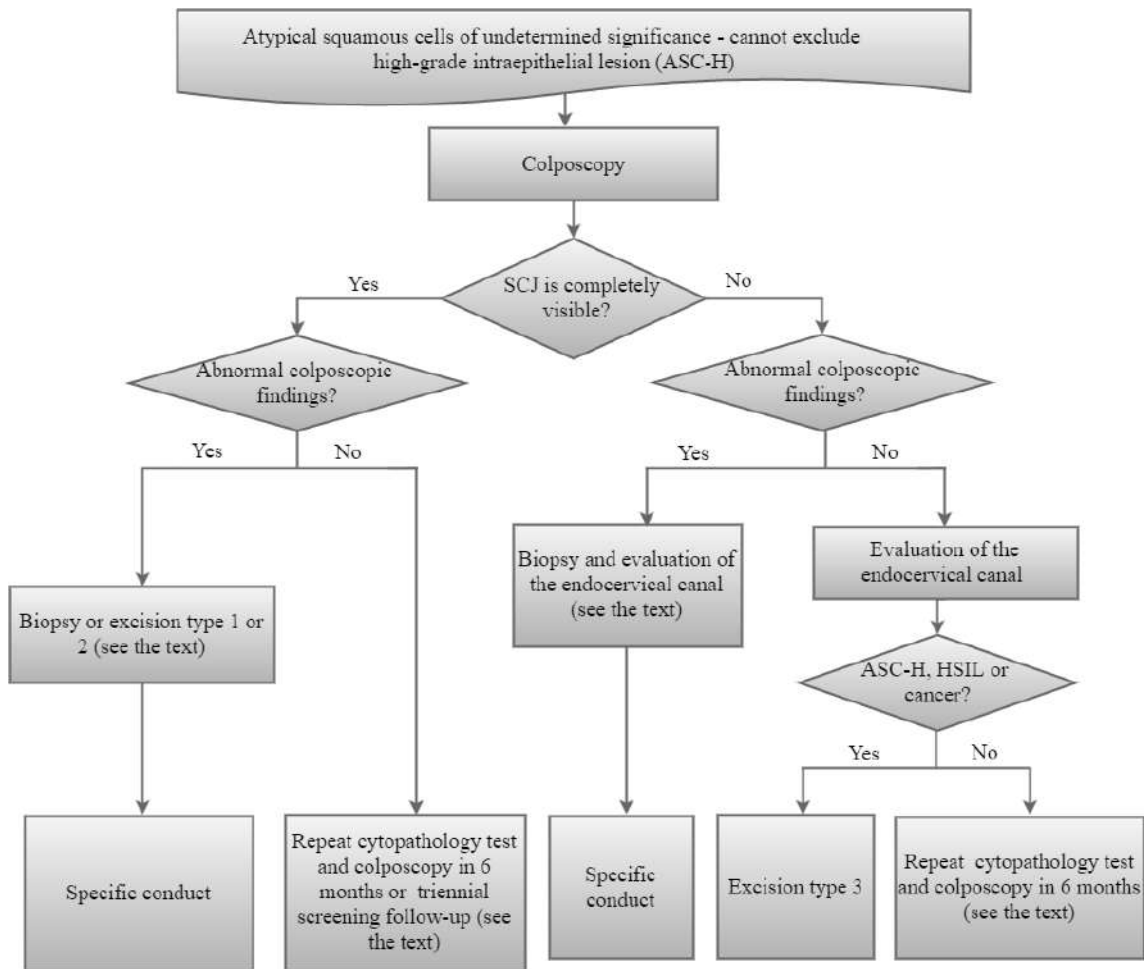 Atypical squamous cells of undetermined significance - cannot exclude
high-grade intraepithelial lesion (ASC-H)
Colposcopy
SCJ is completely
visible?
Yes
No
Abnormal colposcopic
findings?
Abnormal colposcopic
findings?
Yes
No
Yes
No
Biopsy or excision type 1 or
2 (see the text)
Biopsy and evaluation of
the endocervical canal
(see the text)
Evaluation of the
endocervical canal
ASC-H, HSIL or
cancer?
Yes
No
Specific conduct
Repeat cytopathology test
and colposcopy in 6
months or triennial
screening follow-up (see
the text)
Specific
conduct
Excision type 3
Repeat cytopathology test
and colposcopy in 6 months
(see the text)